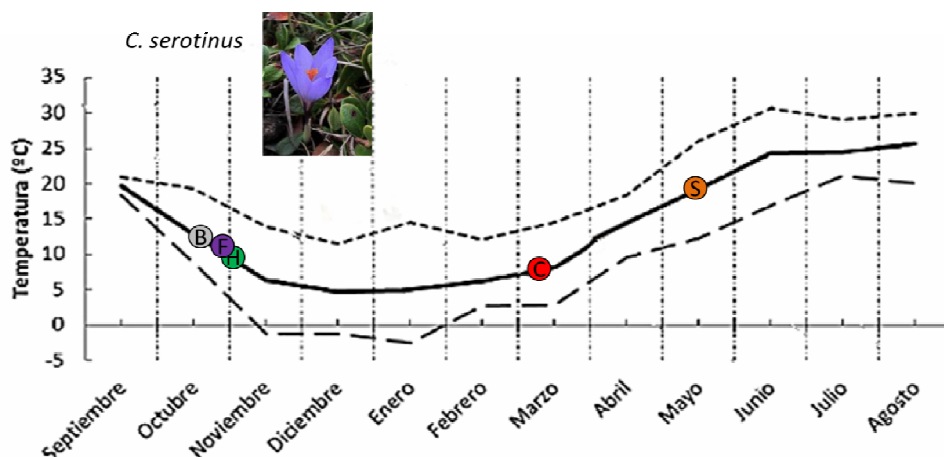 C. serotinus
Temperatura (ºC)
35
30
25
20
15
10
5
0
-5
B
F
H
C
S
Septiembre
Octubre
Noviembre
Diciembre
Enero
Febrero
Marzo
Abril
Mayo
Junio
Julio
Agosto